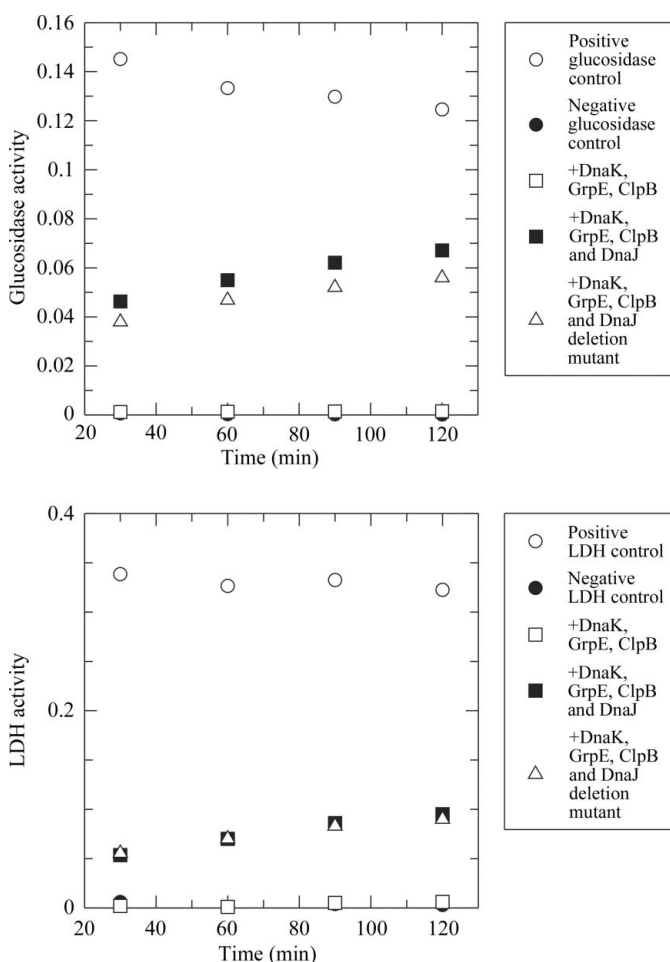 0.16
0.14
0.12
0.1
0.08
0.06
0.04
0.02
0
Glucosidase activity
20 40 60 80 100 120
Time (min)
Positive
glucosidase
control
Negative
glucosidase
control
+DnaK,
GrpE, ClpB
+DnaK,
GrpE, ClpB
and DnaJ
+DnaK,
GrpE, ClpB
and DnaJ
deletion
mutant
0.4
0.2
0
LDH activity
20 40 60 80 100 120
Time (min)
Positive
LDH control
Negative
LDH control
+DnaK,
GrpE, ClpB
+DnaK,
GrpE, ClpB
and DnaJ
+DnaK,
GrpE, ClpB
and DnaJ
deletion
mutant